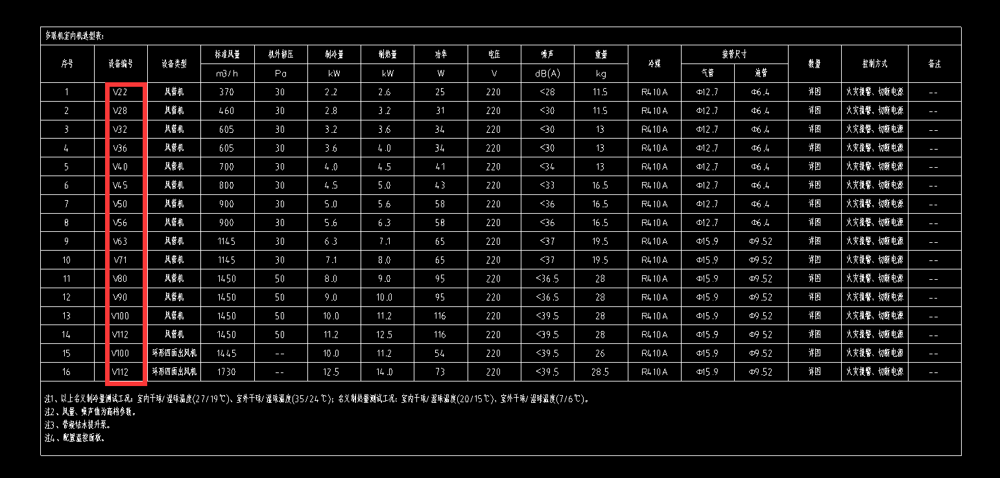 多联机室内机选型表:
序号 设备编号 设备类型 标准风量 机外静压 制冷量 制热量 功率 电压 噪声 重量 冷媒 接管尺寸 数量 控制方式 备注
m3/h Pa kW kW W V dB(A) kg 气管 液管
1 V22 风管机 370 30 2.2 2.6 25 220 <28 11.5 R410A Φ12.7 Φ6.4 详图 火灾报警、切断电源 --
2 V28 风管机 460 30 2.8 3.2 31 220 <30 11.5 R410A Φ12.7 Φ6.4 详图 火灾报警、切断电源 --
3 V32 风管机 605 30 3.2 3.6 34 220 <30 13 R410A Φ12.7 Φ6.4 详图 火灾报警、切断电源 --
4 V36 风管机 605 30 3.6 4.0 34 220 <30 13 R410A Φ12.7 Φ6.4 详图 火灾报警、切断电源 --
5 V40 风管机 700 30 4.0 4.5 41 220 <34 13 R410A Φ12.7 Φ6.4 详图 火灾报警、切断电源 --
6 V45 风管机 800 30 4.5 5.0 43 220 <33 16.5 R410A Φ12.7 Φ6.4 详图 火灾报警、切断电源 --
7 V50 风管机 900 30 5.0 5.6 58 220 <36 16.5 R410A Φ12.7 Φ6.4 详图 火灾报警、切断电源 --
8 V56 风管机 900 30 5.6 6.3 58 220 <36 16.5 R410A Φ12.7 Φ6.4 详图 火灾报警、切断电源 --
9 V63 风管机 1145 30 6.3 7.1 65 220 <37 19.5 R410A Φ15.9 Φ9.52 详图 火灾报警、切断电源 --
10 V71 风管机 1145 30 7.1 8.0 65 220 <37 19.5 R410A Φ15.9 Φ9.52 详图 火灾报警、切断电源 --
11 V80 风管机 1450 50 8.0 9.0 95 220 <36.5 28 R410A Φ15.9 Φ9.52 详图 火灾报警、切断电源 --
12 V90 风管机 1450 50 9.0 10.0 95 220 <36.5 28 R410A Φ15.9 Φ9.52 详图 火灾报警、切断电源 --
13 V100 风管机 1450 50 10.0 11.2 116 220 <39.5 28 R410A Φ15.9 Φ9.52 详图 火灾报警、切断电源 --
14 V112 风管机 1450 50 11.2 12.5 116 220 <39.5 28 R410A Φ15.9 Φ9.52 详图 火灾报警、切断电源 --
15 V100 环形四面出风机 1445 -- 10.0 11.2 54 220 <39.5 26 R410A Φ15.9 Φ9.52 详图 火灾报警、切断电源 --
16 V112 环形四面出风机 1730 -- 12.5 14.0 73 220 <39.5 28.5 R410A Φ15.9 Φ9.52 详图 火灾报警、切断电源 --
注1、以上名义制冷量测试工况: 室内干球/湿球温度(27/19℃)、室外干球/湿球温度(35/24℃); 名义制热量测试工况: 室内干球/湿球温度(20/15℃)、室外干球/湿球温度(7/6℃)。
注2、风量、噪声值为高档参数。
注3、带凝结水提升泵。
注4、配置温控面板。